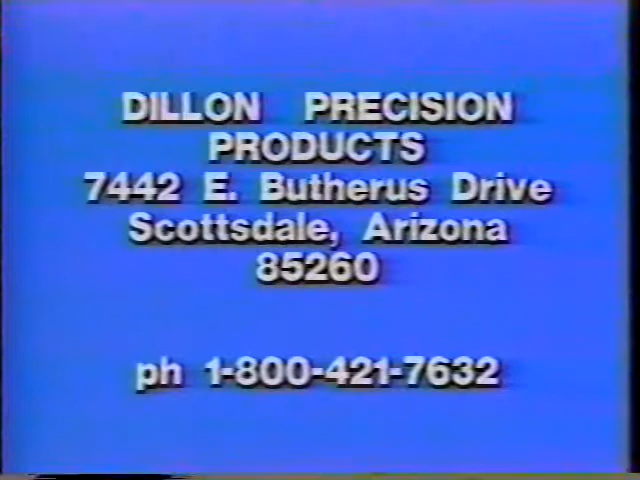 DILLON PRECISION
PRODUCTS
7442 E. Butherus Drive
Scottsdale, Arizona
85260
ph 1-800-421-7632